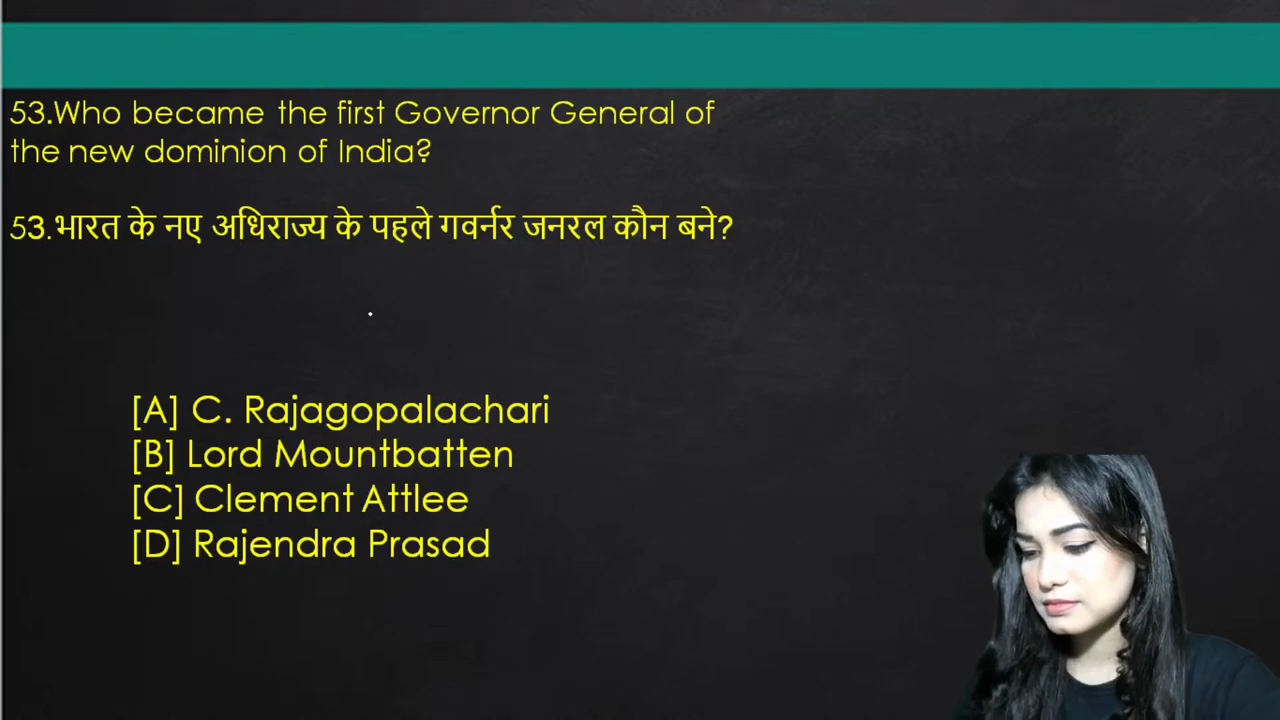 53.Who became the first Governor General of
the new dominion of India?
53.भारत के नए अधिराज्य के पहले गवर्नर जनरल कौन बने?
[A] C. Rajagopalachari
[B] Lord Mountbatten
[C] Clement Attlee
[D] Rajendra Prasad